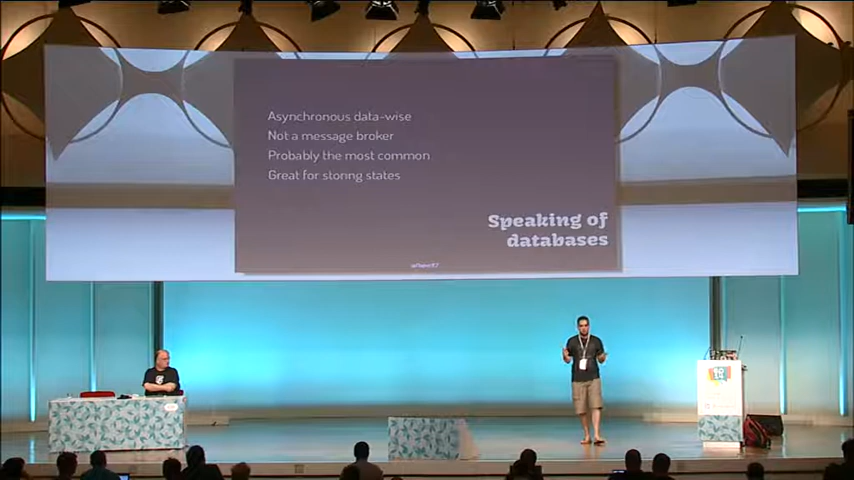 Asynchronous data-wise
Not a message broker
Probably the most common
Great for storing states
Speaking of
databases